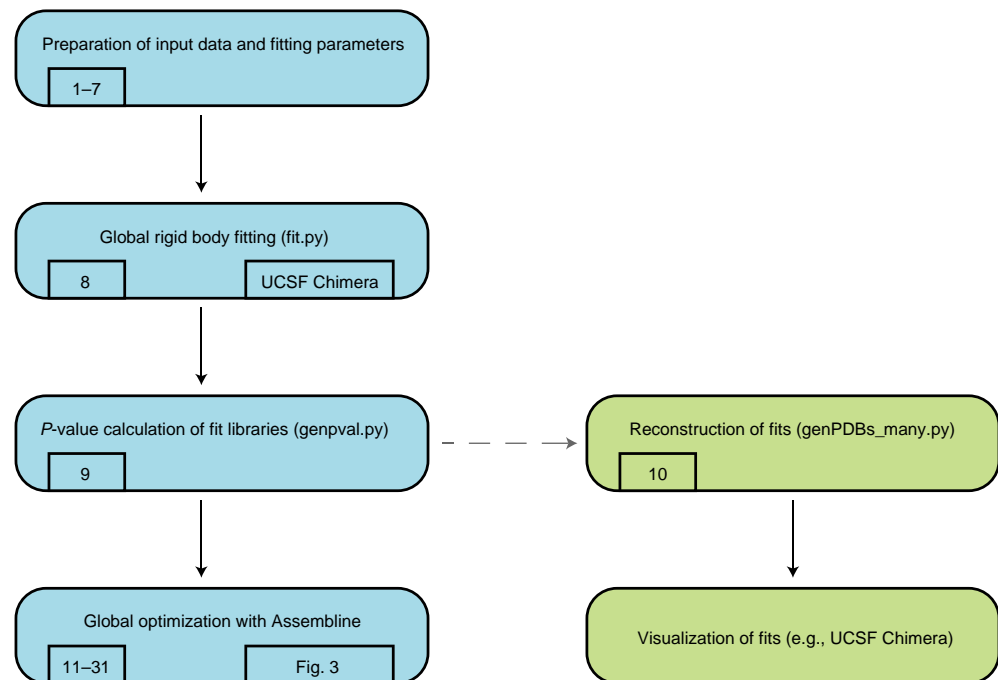 Preparation of input data and fitting parameters
1–7
Global rigid body fitting (fit.py)
8
UCSF Chimera
P-value calculation of fit libraries (genpval.py)
9
Reconstruction of fits (genPDBs_many.py)
10
Global optimization with Assembline
11–31
Fig. 3
Visualization of fits (e.g., UCSF Chimera)